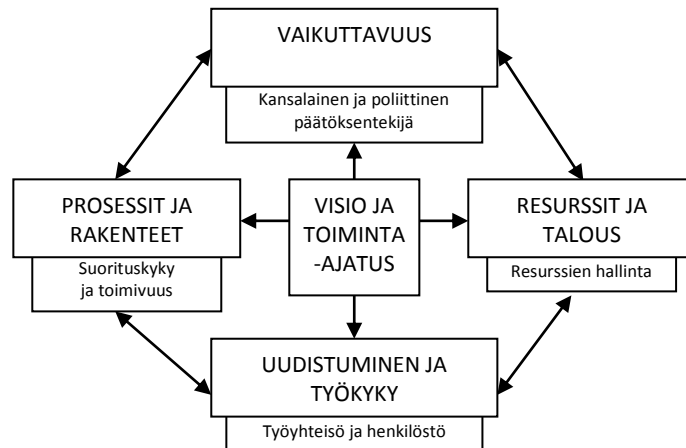 VAIKUTTAVUUS
Kansalainen ja poliittinen
päätöksentekijä
PROSESSIT JA
RAKENTEET
Suorituskyky
ja toimivuus
VISIO JA
TOIMINTA
-AJATUS
RESURSSIT JA
TALOUS
Resurssien hallinta
UUDISTUMINEN JA
TYÖKYKY
Työyhteisö ja henkilöstö